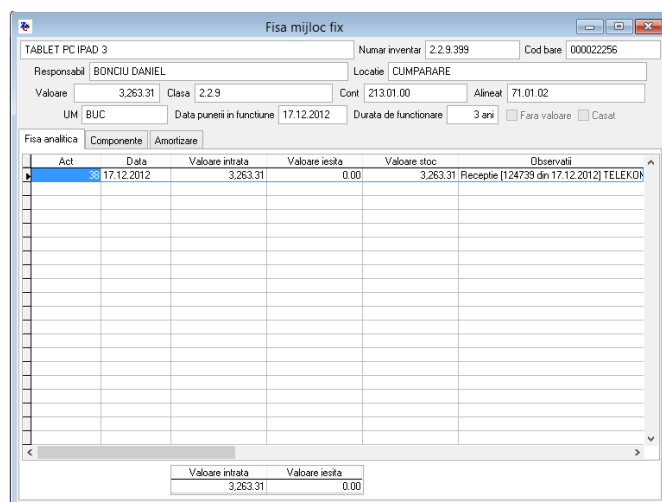 Fisa mijloc fix
TABLET PC IPAD 3 Numar inventar 2.2.9.399 Cod bare 000022256
Responsabil BONCIU DANIEL Locatie CUMPARARE
Valoare 3,263.31 Clasa 2.2.9 Cont 213.01.00 Alineat 71.01.02
UM BUC Data punerii in functiune 17.12.2012 Durata de functionare 3 ani Fara valoare Casat
Fisa analitica Componente Amortizare
Act Data Valoare intrata Valoare iesita Valoare stoc Observatii
38 17.12.2012 3,263.31 0.00 3,263.31 Receptie [124739 din 17.12.2012] TELEKOM
Valoare intrata Valoare iesita
3,263.31 0.00